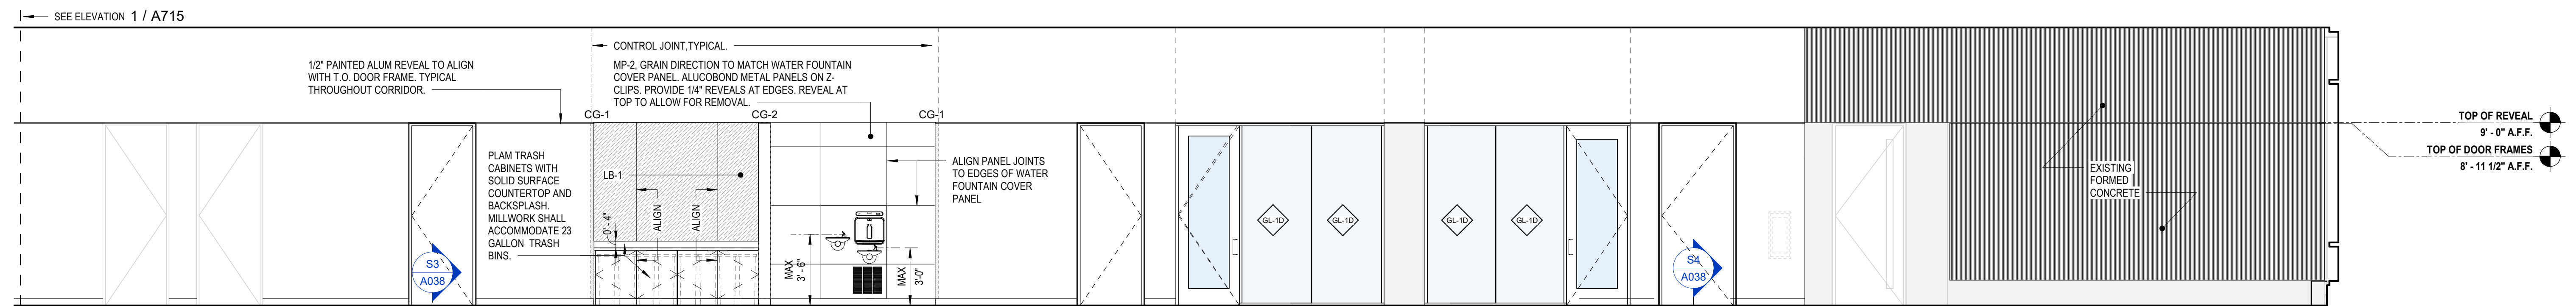 SEE ELEVATION 1 / A715
1/2" PAINTED ALUM REVEAL TO ALIGN
WITH T.O. DOOR FRAME. TYPICAL
THROUGHOUT CORRIDOR.
CONTROL JOINT,TYPICAL.
MP-2, GRAIN DIRECTION TO MATCH WATER FOUNTAIN
COVER PANEL. ALUCOBOND METAL PANELS ON Z-
CLIPS. PROVIDE 1/4" REVEALS AT EDGES. REVEAL AT
TOP TO ALLOW FOR REMOVAL.
CG-1
CG-2
CG-1
PLAM TRASH
CABINETS WITH
SOLID SURFACE
COUNTERTOP AND
BACKSPLASH.
MILLWORK SHALL
ACCOMMODATE 23
GALLON TRASH
BINS.
LB-1
0' - 4"
ALIGN
ALIGN
MAX
3' - 6"
MAX
3'-0"
ALIGN PANEL JOINTS
TO EDGES OF WATER
FOUNTAIN COVER
PANEL
S3
A038
GL-1D
GL-1D
GL-1D
GL-1D
S4
A038
EXISTING
FORMED
CONCRETE
TOP OF REVEAL
9' - 0" A.F.F.
TOP OF DOOR FRAMES
8' - 11 1/2" A.F.F.